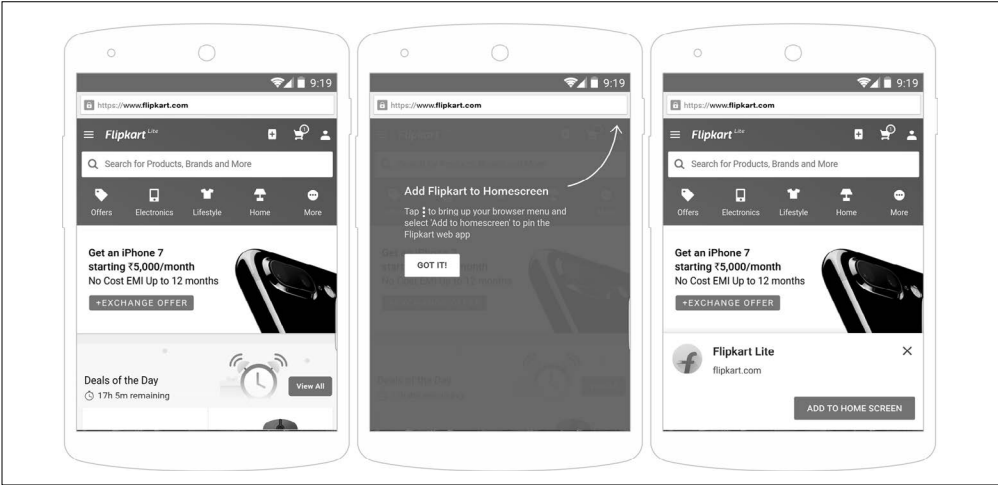 9:19
https://www.flipkart.com
Flipkart Lite
1
Search for Products, Brands and More
Offers Electronics Lifestyle Home More
Get an iPhone 7
starting ₹5,000/month
No Cost EMI Up to 12 months
+EXCHANGE OFFER
Deals of the Day
17h 5m remaining
View All
9:19
https://www.flipkart.com
Add Flipkart to Homescreen
Tap ⋮ to bring up your browser menu and
select 'Add to homescreen' to pin the
Flipkart web app
GOT IT!
9:19
https://www.flipkart.com
Flipkart Lite
1
Search for Products, Brands and More
Offers Electronics Lifestyle Home More
Get an iPhone 7
starting ₹5,000/month
No Cost EMI Up to 12 months
+EXCHANGE OFFER
Flipkart Lite
flipkart.com
ADD TO HOME SCREEN